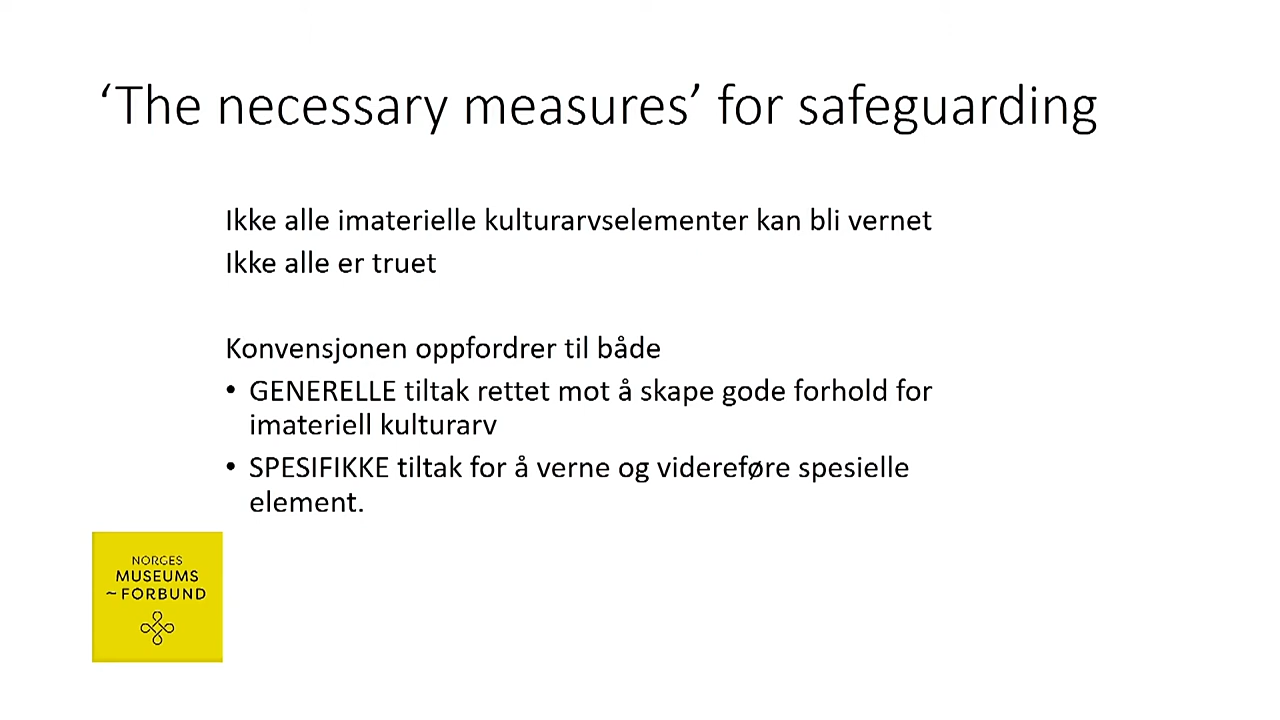 ‘The necessary measures’ for safeguarding
Ikke alle imaterielle kulturarvselementer kan bli vernet
Ikke alle er truet
Konvensjonen oppfordrer til både
• GENERELLE tiltak rettet mot å skape gode forhold for
imateriell kulturarv
• SPESIFIKKE tiltak for å verne og videreføre spesielle
element.
NORGES
MUSEUMS
~FORBUND